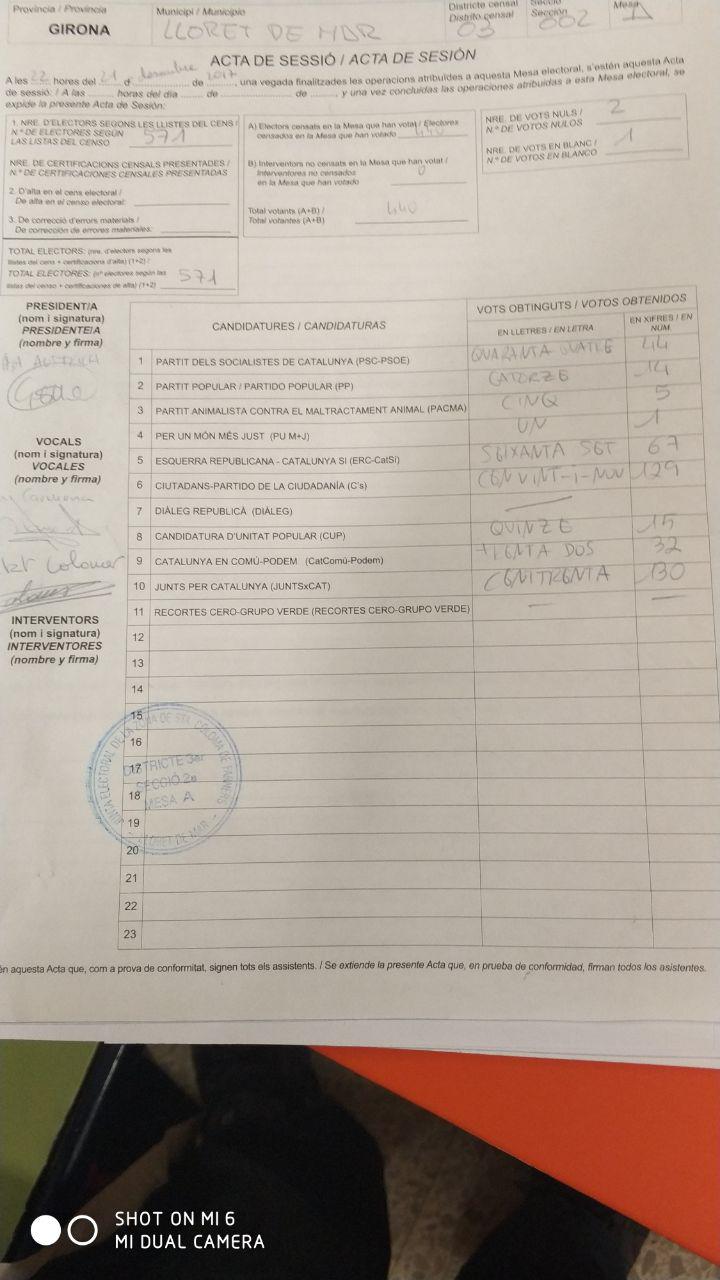 Província / Provincia
GIRONA
Municipi / Municipio
LLORET DE MAR
Districte censal
Distrito censal
03
Secció
Sección
002
Mesa
A
ACTA DE SESSIÓ / ACTA DE SESIÓN
A les 22 hores del 21 d desembre de 2017, una vegada finalitzades les operacions atribuïdes a aquesta Mesa electoral, s'estén aquesta Acta
de sessió: / A las ......... horas del día ......... de ......... de ........., y una vez concluidas las operaciones atribuidas a esta Mesa electoral, se
expide la presente Acta de Sesión:
1. NRE. D'ELECTORS SEGONS LES LLISTES DEL CENS /
N.º DE ELECTORES SEGÚN
LAS LISTAS DEL CENSO 571
NRE. DE CERTIFICACIONS CENSALS PRESENTADES /
N.º DE CERTIFICACIONES CENSALES PRESENTADAS
2. D'alta en el cens electoral /
De alta en el censo electoral:
3. De correcció d'errors materials /
De corrección de errores materiales:
TOTAL ELECTORS: (nre. d'electors segons les
llistes del cens + certificacions d'alta) (1+2) /
TOTAL ELECTORES: (nº electores según las
listas del censo + certificaciones de alta) (1+2) 571
A) Electors censats en la Mesa que han votat / Electores
censados en la Mesa que han votado 440
B) Interventors no censats en la Mesa que han votat /
Interventores no censados
en la Mesa que han votado 0
Total votants (A+B) /
Total votantes (A+B) 440
NRE. DE VOTS NULS /
N.º DE VOTOS NULOS 2
NRE. DE VOTS EN BLANC /
N.º DE VOTOS EN BLANCO 1
PRESIDENT/A
(nom i signatura)
PRESIDENTE/A
(nombre y firma)
VOCALS
(nom i signatura)
VOCALES
(nombre y firma)
Carmona
Colomer
INTERVENTORS
(nom i signatura)
INTERVENTORES
(nombre y firma)
CANDIDATURES / CANDIDATURAS
VOTS OBTINGUTS / VOTOS OBTENIDOS
EN LLETRES / EN LETRA
EN XIFRES / EN NÚM.
1 PARTIT DELS SOCIALISTES DE CATALUNYA (PSC-PSOE) QUARANTA QUATRE 44
2 PARTIT POPULAR / PARTIDO POPULAR (PP) CATORZE 14
3 PARTIT ANIMALISTA CONTRA EL MALTRACTAMENT ANIMAL (PACMA) CINQ 5
4 PER UN MÓN MÉS JUST (PU M+J) UN 1
5 ESQUERRA REPUBLICANA - CATALUNYA SI (ERC-CatSí) SEIXANTA SET 67
6 CIUTADANS-PARTIDO DE LA CIUDADANÍA (C's) CENVINT-I-NOU 129
7 DIÀLEG REPUBLICÀ (DIÀLEG) —
8 CANDIDATURA D'UNITAT POPULAR (CUP) QUINZE 15
9 CATALUNYA EN COMÚ-PODEM (CatComú-Podem) TRENTA DOS 32
10 JUNTS PER CATALUNYA (JUNTSxCAT) CENTTRENTA 130
11 RECORTES CERO-GRUPO VERDE (RECORTES CERO-GRUPO VERDE) — —
12
13
14
15
16
17
18
19
20
21
22
23
JUNTA ELECTORAL DE LA ZONA DE STA. COLOMA DE FARNERS
DISTRICTE 3er
SECCIÓ 2a
MESA A
- LLORET DE MAR -
én aquesta Acta que, com a prova de conformitat, signen tots els assistents. / Se extiende la presente Acta que, en prueba de conformidad, firman todos los asistentes.
SHOT ON MI 6
MI DUAL CAMERA